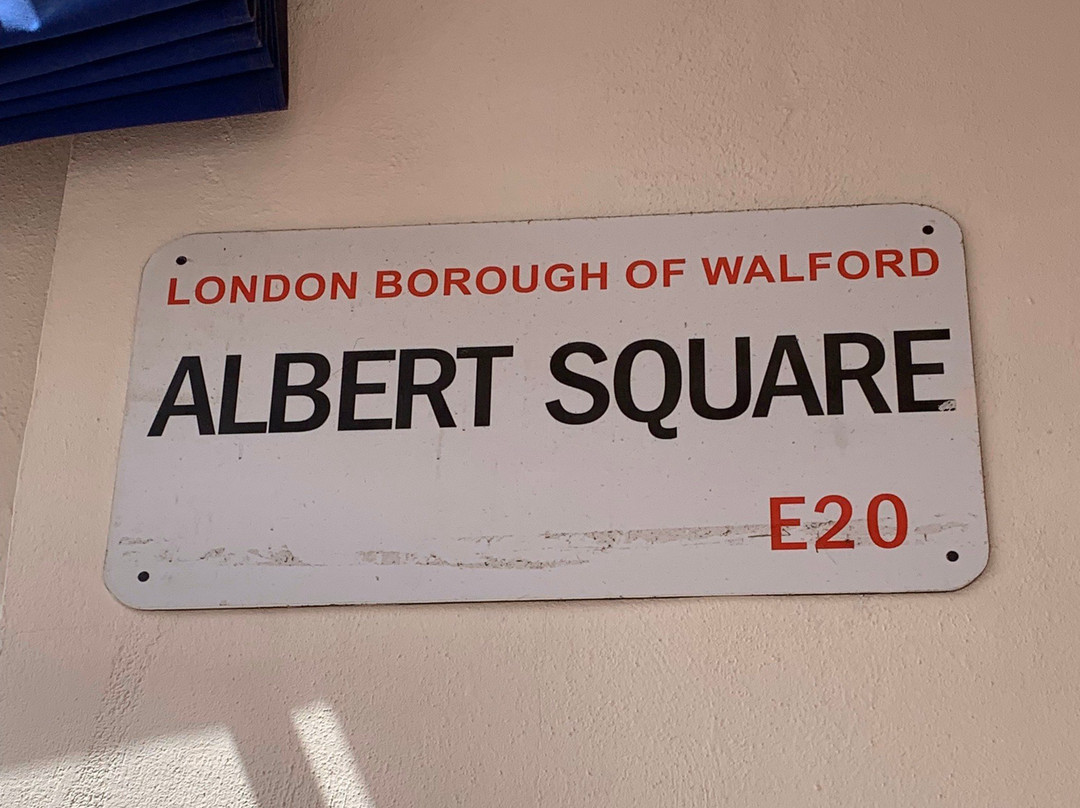 LONDON BOROUGH OF WALFORD
ALBERT SQUARE
E20